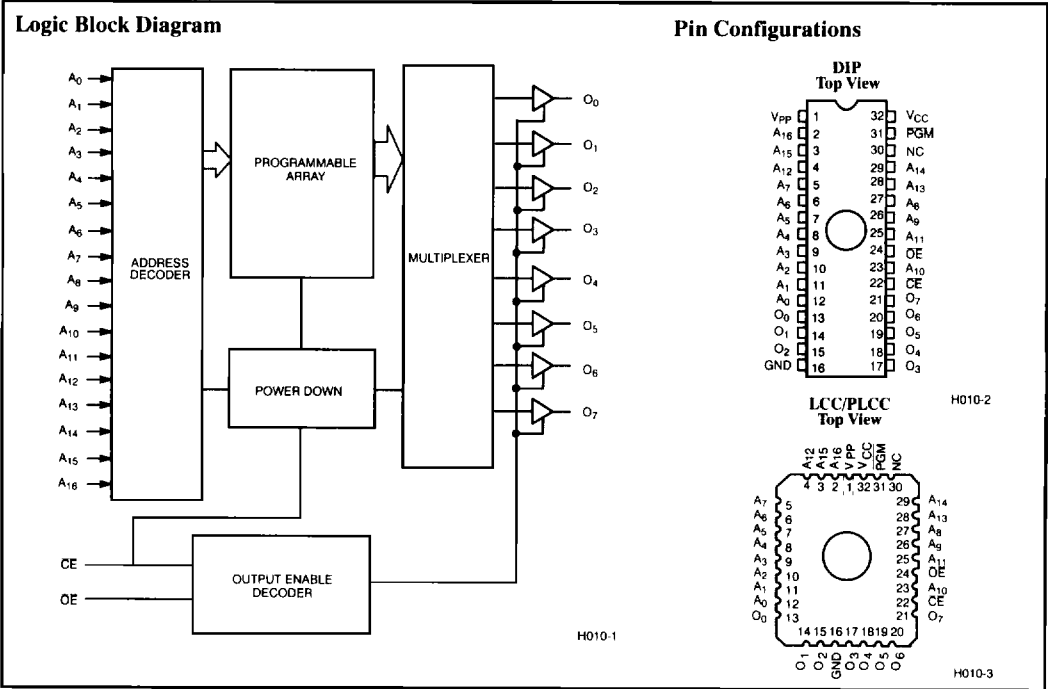 Logic Block Diagram
A0
A1
A2
A3
A4
A5
A6
A7
A8
A9
A10
A11
A12
A13
A14
A15
A16
ADDRESS
DECODER
PROGRAMMABLE
ARRAY
POWER DOWN
MULTIPLEXER
O0
O1
O2
O3
O4
O5
O6
O7
CE
OE
OUTPUT ENABLE
DECODER
H010-1
Pin Configurations
DIP
Top View
VPP 1 32 VCC
A16 2 31 PGM
A15 3 30 NC
A12 4 29 A14
A7 5 28 A13
A6 6 27 A8
A5 7 26 A9
A4 8 25 A11
A3 9 24 OE
A2 10 23 A10
A1 11 22 CE
A0 12 21 O7
O0 13 20 O6
O1 14 19 O5
O2 15 18 O4
GND 16 17 O3
H010-2
LCC/PLCC
Top View
A12 A15 A16 VPP VCC PGM NC
4 3 2 1 32 31 30
A7 5 29 A14
A6 6 28 A13
A5 7 27 A8
A4 8 26 A9
A3 9 25 A11
A2 10 24 OE
A1 11 23 A10
A0 12 22 CE
O0 13 21 O7
14 15 16 17 18 19 20
O1 O2 GND O3 O4 O5 O6
H010-3